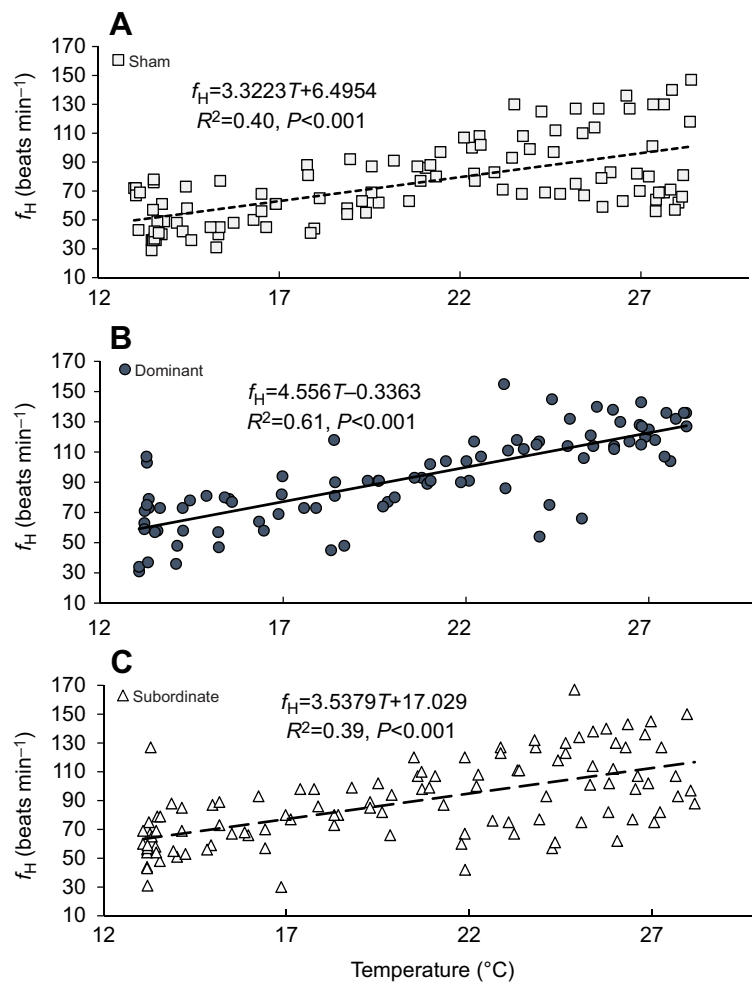 A
170
150
130
110
90
70
50
30
10
fH (beats min–1)
Sham
fH=3.3223T+6.4954
R2=0.40, P<0.001
12 17 22 27
B
170
150
130
110
90
70
50
30
10
fH (beats min–1)
Dominant
fH=4.556T–0.3363
R2=0.61, P<0.001
12 17 22 27
C
170
150
130
110
90
70
50
30
10
fH (beats min–1)
Subordinate
fH=3.5379T+17.029
R2=0.39, P<0.001
12 17 22 27
Temperature (°C)